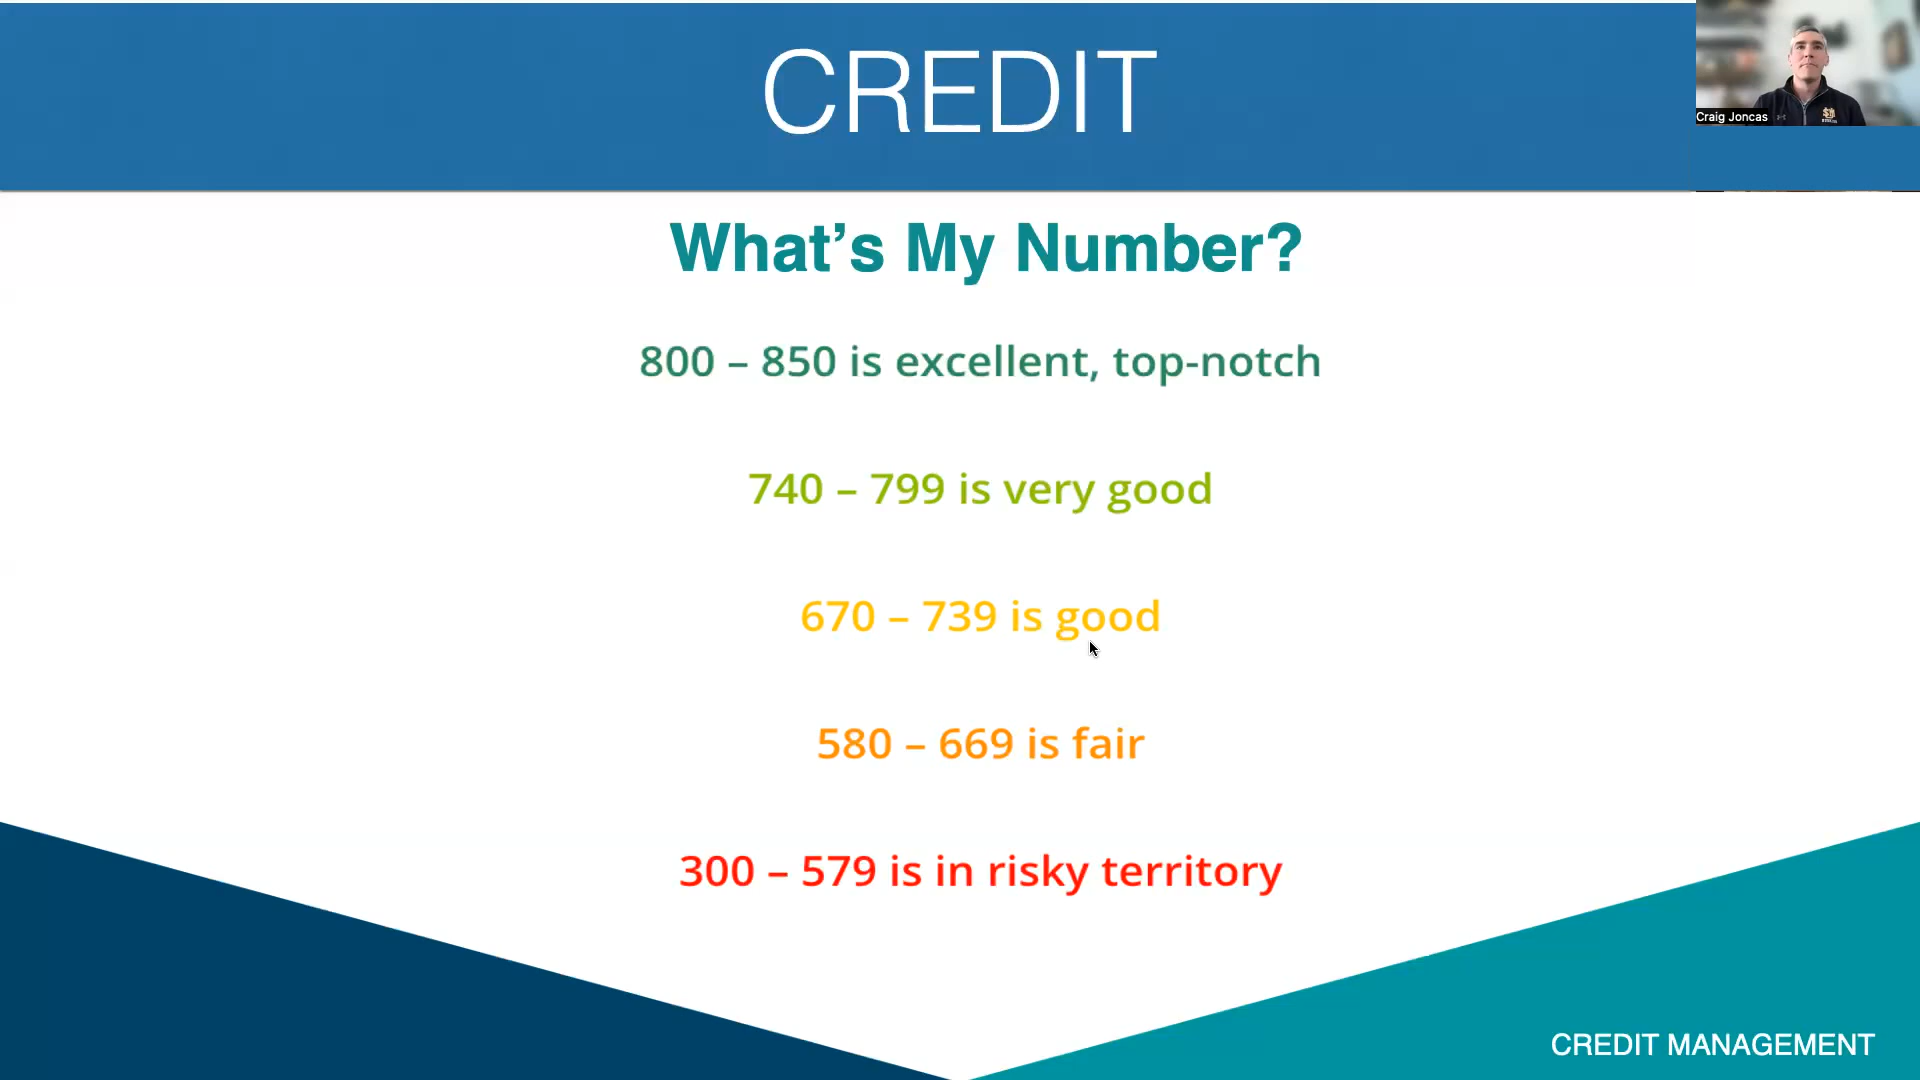 CREDIT
Craig Joncas
What's My Number?
800 – 850 is excellent, top-notch
740 – 799 is very good
670 – 739 is good
580 – 669 is fair
300 – 579 is in risky territory
CREDIT MANAGEMENT